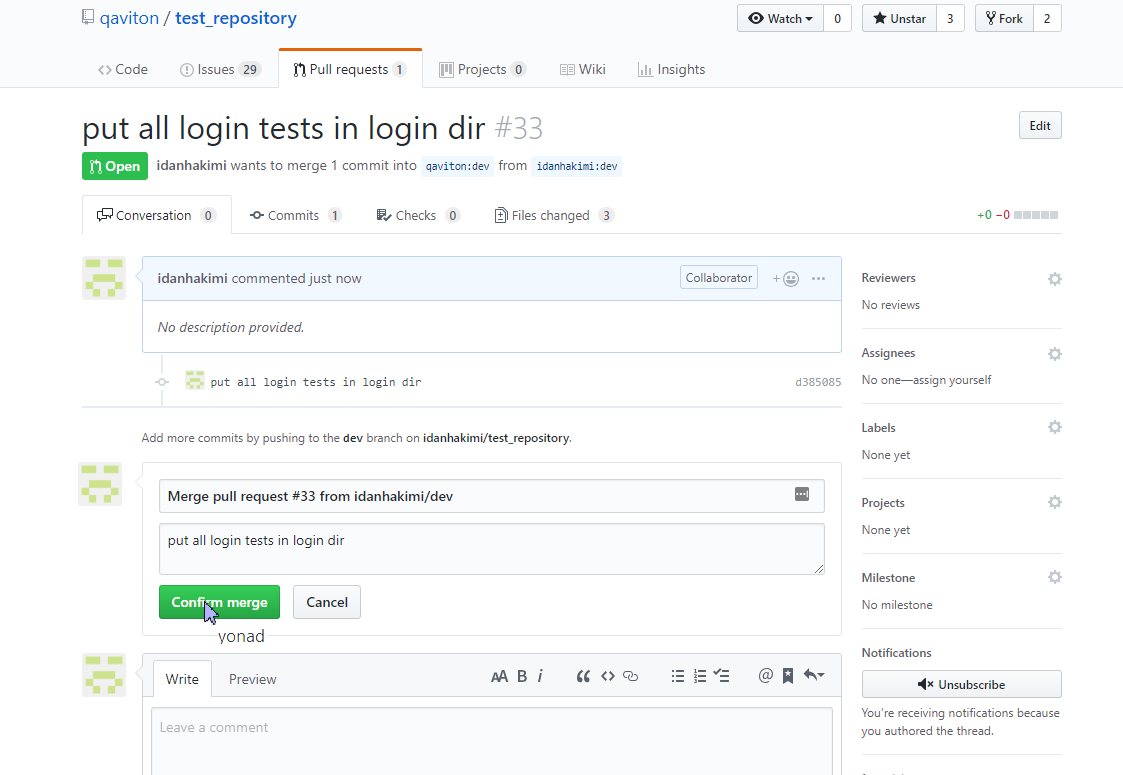 qaviton / test_repository
Watch 0 Unstar 3 Fork 2
Code Issues 29 Pull requests 1 Projects 0 Wiki Insights
put all login tests in login dir #33
Edit
Open idanhakimi wants to merge 1 commit into qaviton:dev from idanhakimi:dev
Conversation 0 Commits 1 Checks 0 Files changed 3 +0 −0
idanhakimi commented just now Collaborator
No description provided.
put all login tests in login dir d385085
Add more commits by pushing to the dev branch on idanhakimi/test_repository.
Merge pull request #33 from idanhakimi/dev
put all login tests in login dir
Confirm merge Cancel
yonad
Write Preview
Leave a comment
Reviewers
No reviews
Assignees
No one—assign yourself
Labels
None yet
Projects
None yet
Milestone
No milestone
Notifications
Unsubscribe
You're receiving notifications because
you authored the thread.